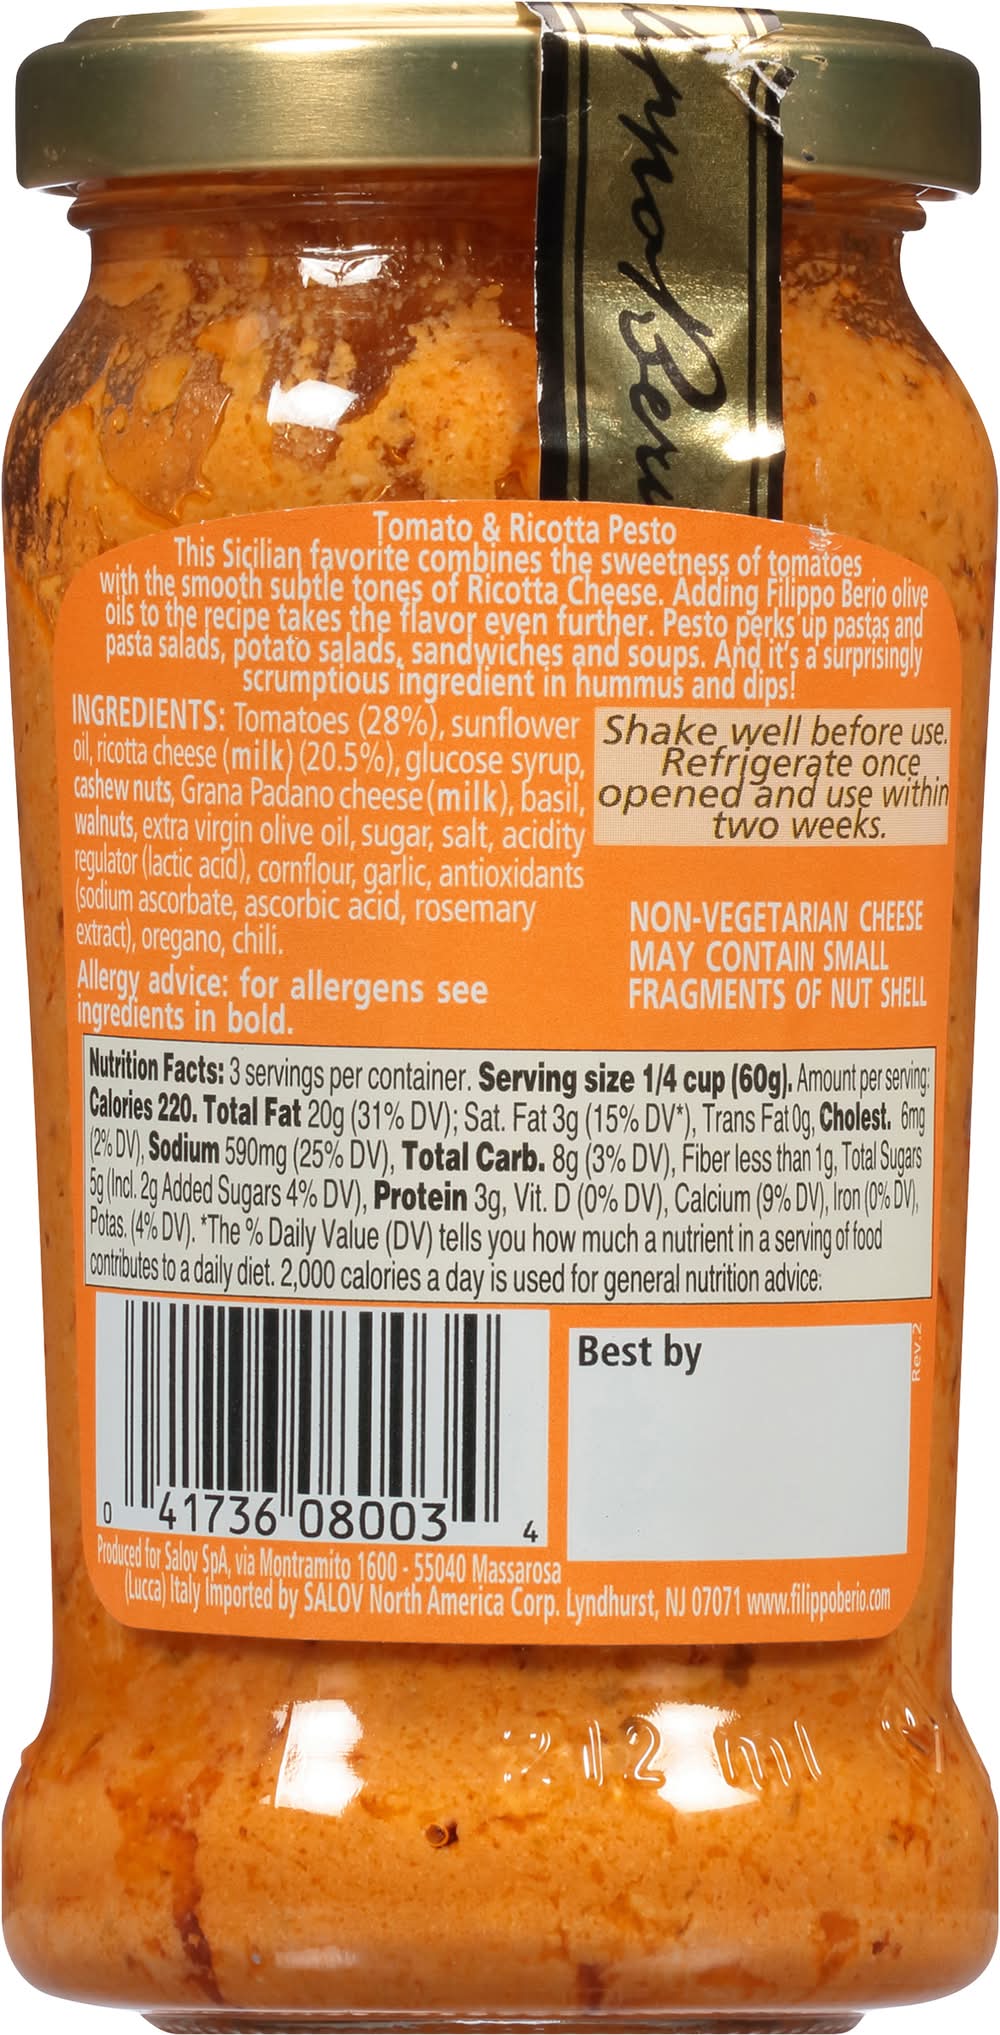 Filippo Berio
Tomato & Ricotta Pesto
This Sicilian favorite combines the sweetness of tomatoes
with the smooth subtle tones of Ricotta Cheese. Adding Filippo Berio olive
oils to the recipe takes the flavor even further. Pesto perks up pastas and
pasta salads, potato salads, sandwiches and soups. And it's a surprisingly
scrumptious ingredient in hummus and dips!
INGREDIENTS: Tomatoes (28%), sunflower
oil, ricotta cheese (milk) (20.5%), glucose syrup,
cashew nuts, Grana Padano cheese (milk), basil,
walnuts, extra virgin olive oil, sugar, salt, acidity
regulator (lactic acid), cornflour, garlic, antioxidants
(sodium ascorbate, ascorbic acid, rosemary
extract), oregano, chili.
Allergy advice: for allergens see
ingredients in bold.
Shake well before use.
Refrigerate once
opened and use within
two weeks.
NON-VEGETARIAN CHEESE
MAY CONTAIN SMALL
FRAGMENTS OF NUT SHELL
Nutrition Facts: 3 servings per container. Serving size 1/4 cup (60g). Amount per serving:
Calories 220. Total Fat 20g (31% DV); Sat. Fat 3g (15% DV*), Trans Fat 0g, Cholest. 6mg
(2% DV), Sodium 590mg (25% DV), Total Carb. 8g (3% DV), Fiber less than 1g, Total Sugars
5g (Incl. 2g Added Sugars 4% DV), Protein 3g, Vit. D (0% DV), Calcium (9% DV), Iron (0% DV),
Potas. (4% DV). *The % Daily Value (DV) tells you how much a nutrient in a serving of food
contributes to a daily diet. 2,000 calories a day is used for general nutrition advice.
0 41736 08003 4
Best by
Rev.2
Produced for Salov SpA, via Montramito 1600 - 55040 Massarosa
(Lucca) Italy Imported by SALOV North America Corp. Lyndhurst, NJ 07071 www.filippoberio.com
212 ml